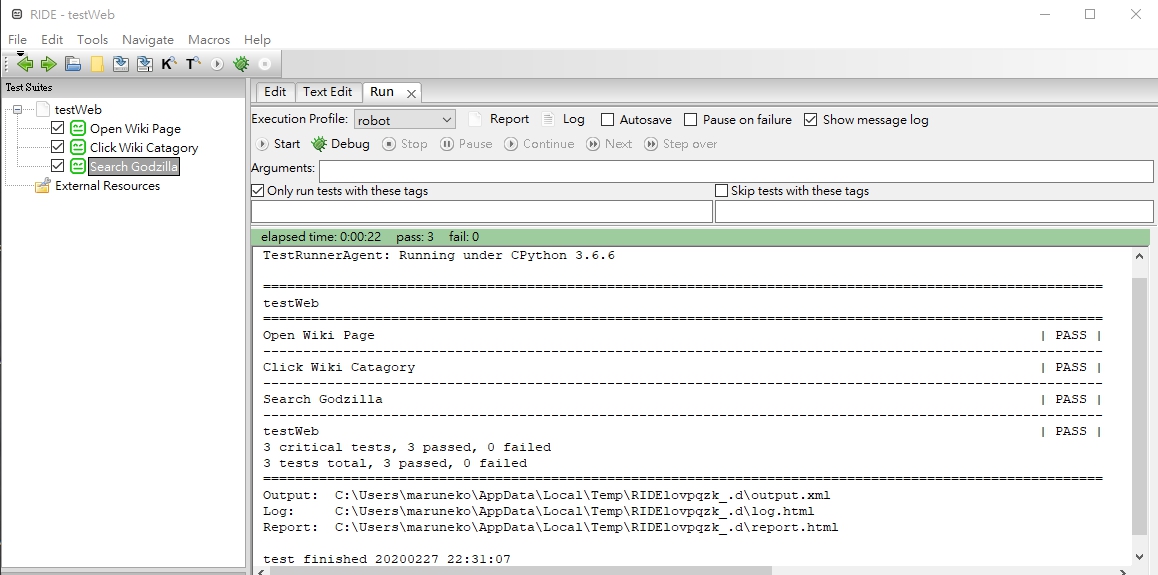 RIDE - testWeb
File Edit Tools Navigate Macros Help
Test Suites
testWeb
Open Wiki Page
Click Wiki Catagory
Search Godzilla
External Resources
Edit Text Edit Run
Execution Profile: robot Report Log Autosave Pause on failure Show message log
Start Debug Stop Pause Continue Next Step over
Arguments:
Only run tests with these tags Skip tests with these tags
elapsed time: 0:00:22 pass: 3 fail: 0
TestRunnerAgent: Running under CPython 3.6.6
==============================================================================
testWeb
==============================================================================
Open Wiki Page | PASS |
------------------------------------------------------------------------------
Click Wiki Catagory | PASS |
------------------------------------------------------------------------------
Search Godzilla | PASS |
------------------------------------------------------------------------------
testWeb | PASS |
3 critical tests, 3 passed, 0 failed
3 tests total, 3 passed, 0 failed
==============================================================================
Output: C:\Users\maruneko\AppData\Local\Temp\RIDElovpqzk_.d\output.xml
Log: C:\Users\maruneko\AppData\Local\Temp\RIDElovpqzk_.d\log.html
Report: C:\Users\maruneko\AppData\Local\Temp\RIDElovpqzk_.d\report.html
test finished 20200227 22:31:07